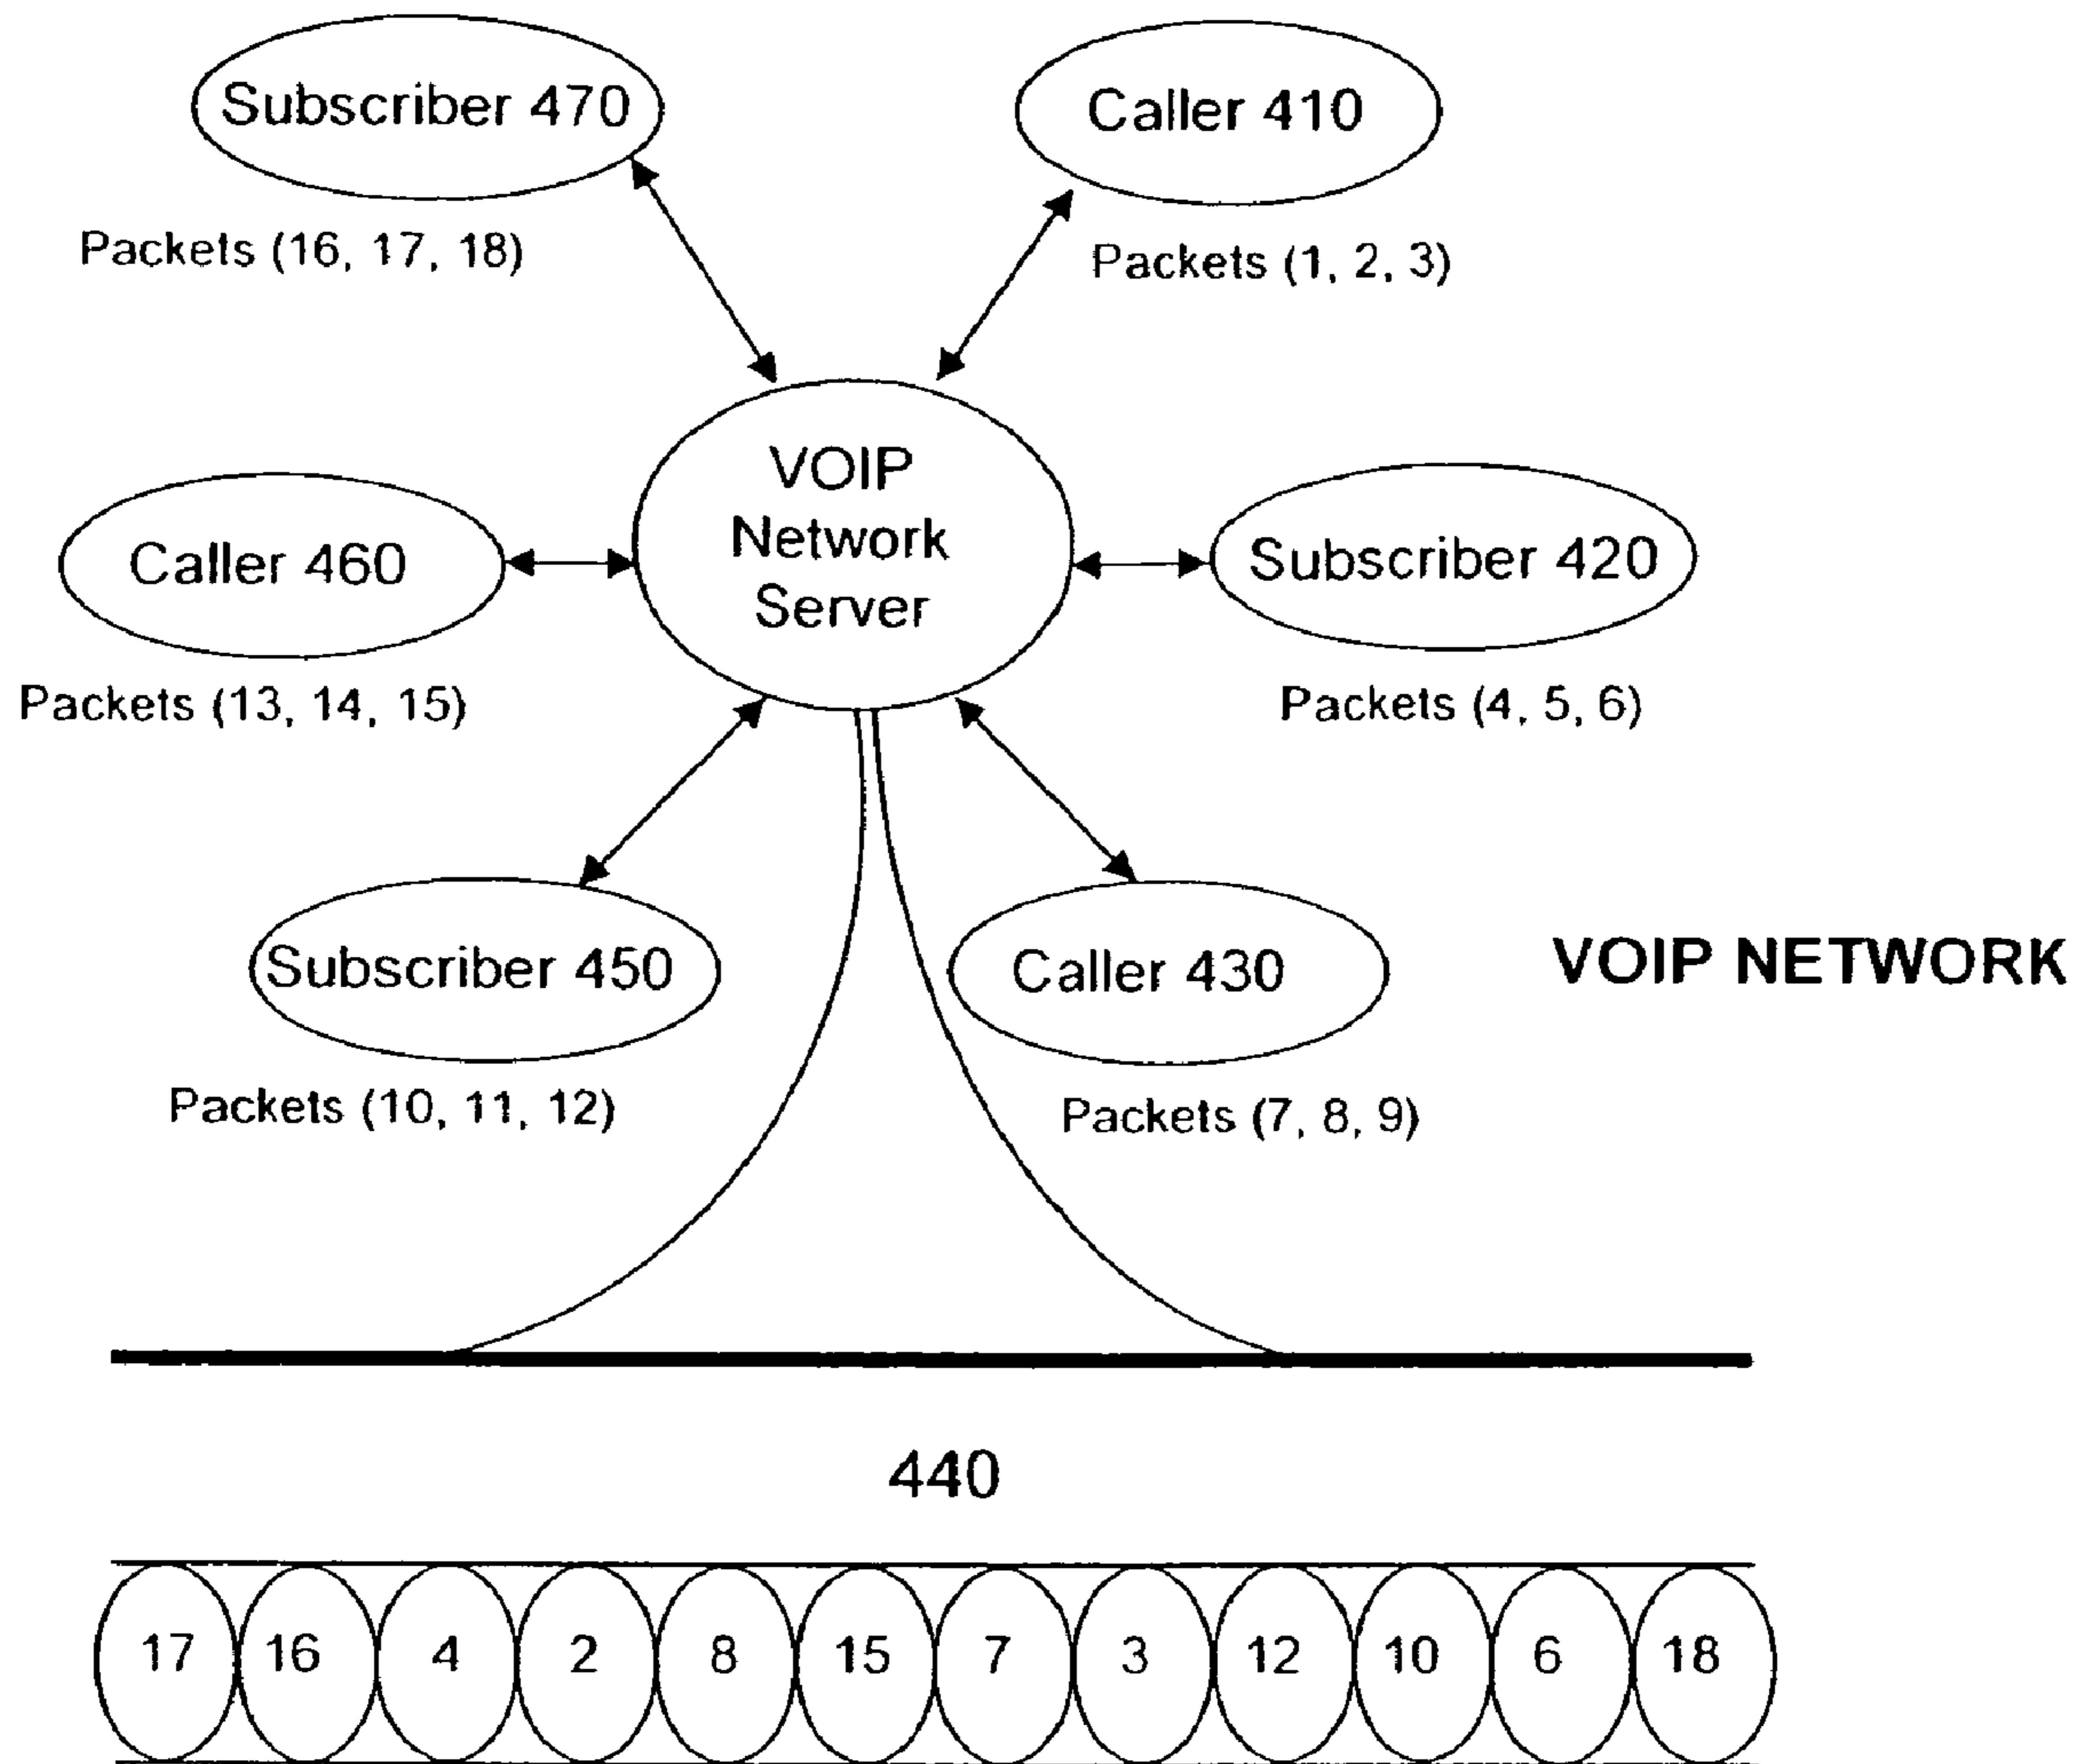 Subscriber 470
Caller 410
Packets (16, 17, 18)
Packets (1, 2, 3)
VOIP
Network
Server
Caller 460
Subscriber 420
Packets (13, 14, 15)
Packets (4, 5, 6)
Subscriber 450
Caller 430
VOIP NETWORK
Packets (10, 11, 12)
Packets (7, 8, 9)
440
17 16 4 2 8 15 7 3 12 10 6 18